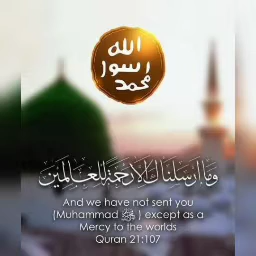 الله
رسول
محمد
وما أرسلناك إلا رحمة للعالمين
And we have not sent you
(Muhammad ﷺ) except as a
Mercy to the worlds
Quran 21:107